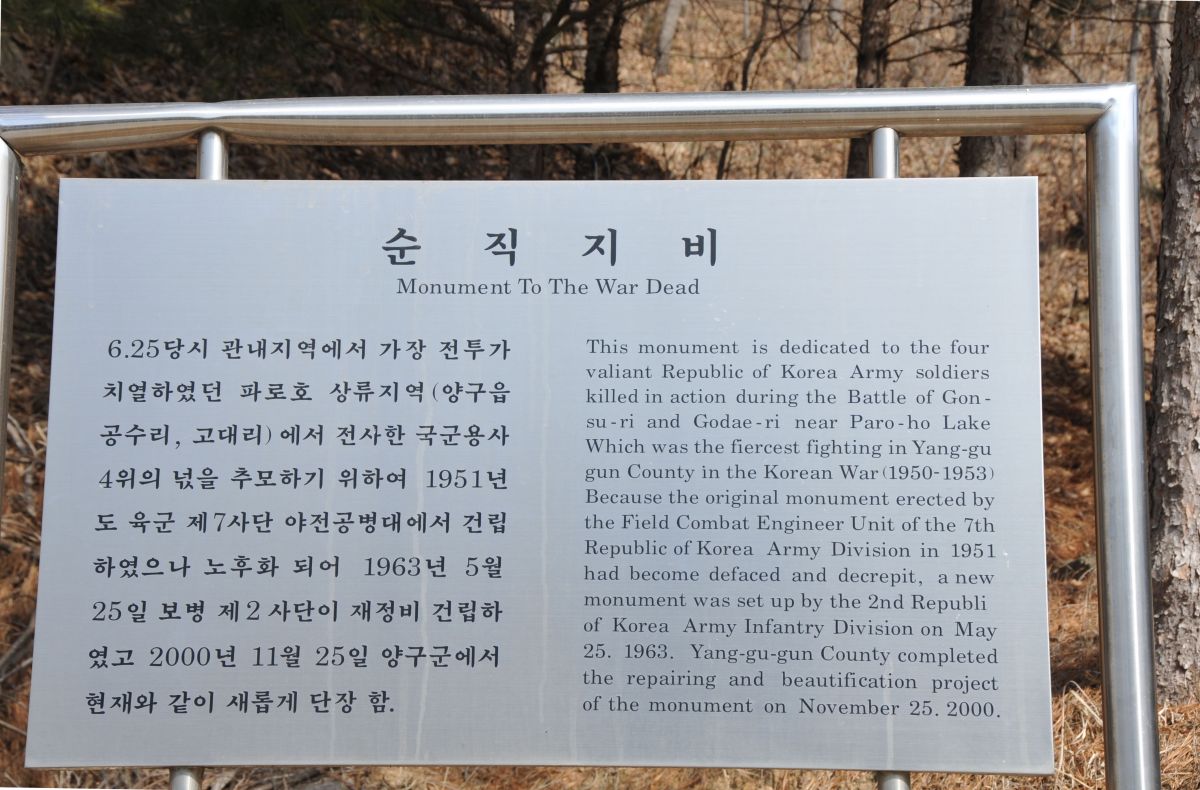 순직지비
Monument To The War Dead
6.25당시 관내지역에서 가장 전투가
치열하였던 파로호 상류지역(양구읍
공수리, 고대리)에서 전사한 국군용사
4위의 넋을 추모하기 위하여 1951년
도 육군 제7사단 야전공병대에서 건립
하였으나 노후화 되어 1963년 5월
25일 보병 제2사단이 재정비 건립하
였고 2000년 11월 25일 양구군에서
현재와 같이 새롭게 단장 함.
This monument is dedicated to the four
valiant Republic of Korea Army soldiers
killed in action during the Battle of Gon-
su-ri and Godae-ri near Paro-ho Lake
Which was the fiercest fighting in Yang-gu
gun County in the Korean War(1950-1953)
Because the original monument erected by
the Field Combat Engineer Unit of the 7th
Republic of Korea Army Division in 1951
had become defaced and decrepit, a new
monument was set up by the 2nd Republi
of Korea Army Infantry Division on May
25. 1963. Yang-gu-gun County completed
the repairing and beautification project
of the monument on November 25. 2000.